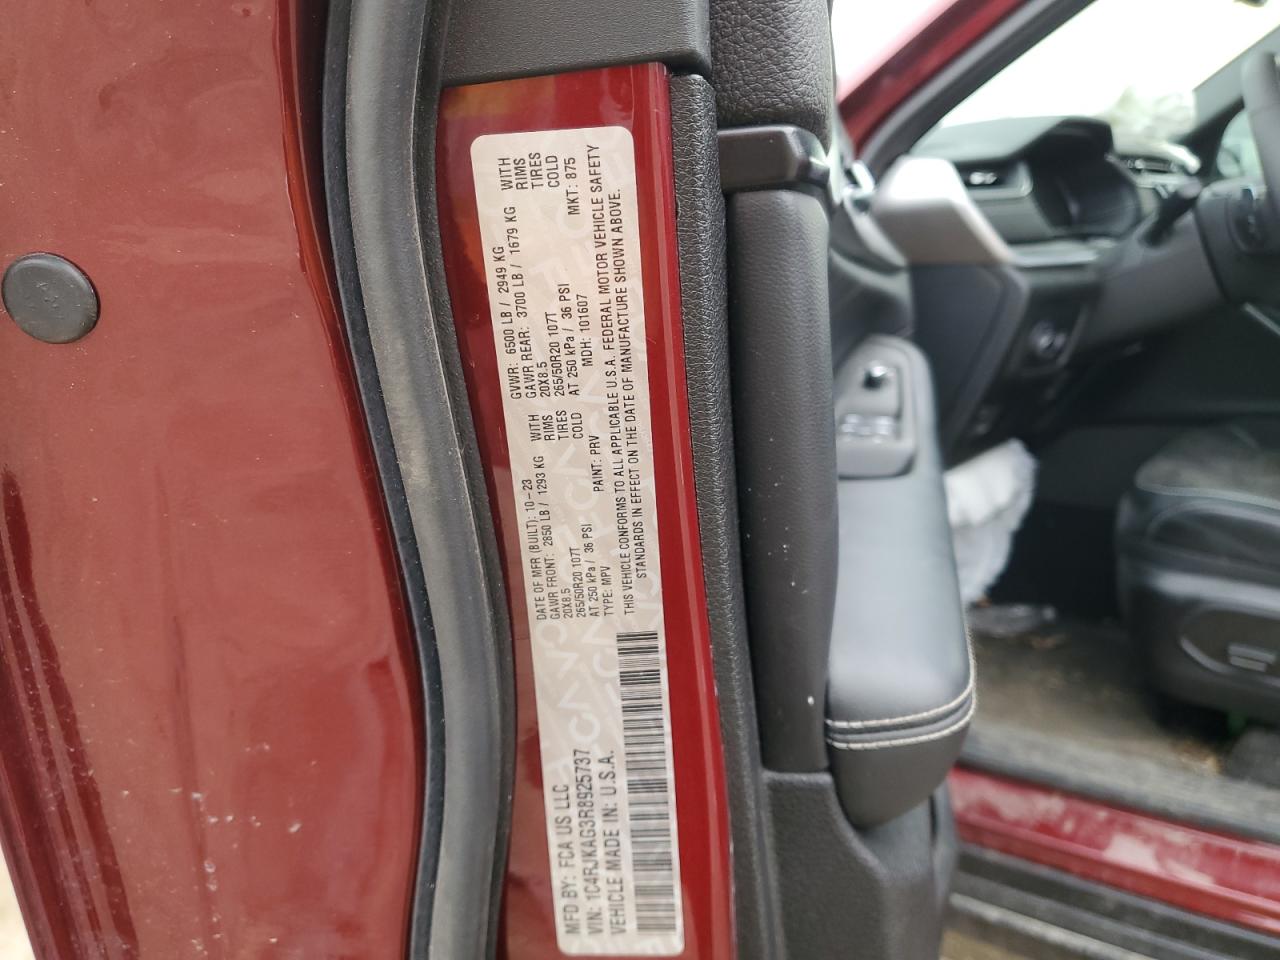 MFD BY: FCA US LLC
VIN: 1C4RJKAG3R8925737
VEHICLE MADE IN: U.S.A.
DATE OF MFR (BUILT): 10-23
GAWR FRONT: 2850 LB / 1293 KG WITH
20X8.5 RIMS
265/50R20 107T TIRES
AT 250 kPa / 36 PSI COLD
TYPE: MPV PAINT: PRV
GVWR: 6500 LB / 2949 KG
GAWR REAR: 3700 LB / 1679 KG WITH
20X8.5 RIMS
265/50R20 107T TIRES
AT 250 kPa / 36 PSI COLD
MDH: 101607 MKT: 875
THIS VEHICLE CONFORMS TO ALL APPLICABLE U.S.A. FEDERAL MOTOR VEHICLE SAFETY
STANDARDS IN EFFECT ON THE DATE OF MANUFACTURE SHOWN ABOVE.